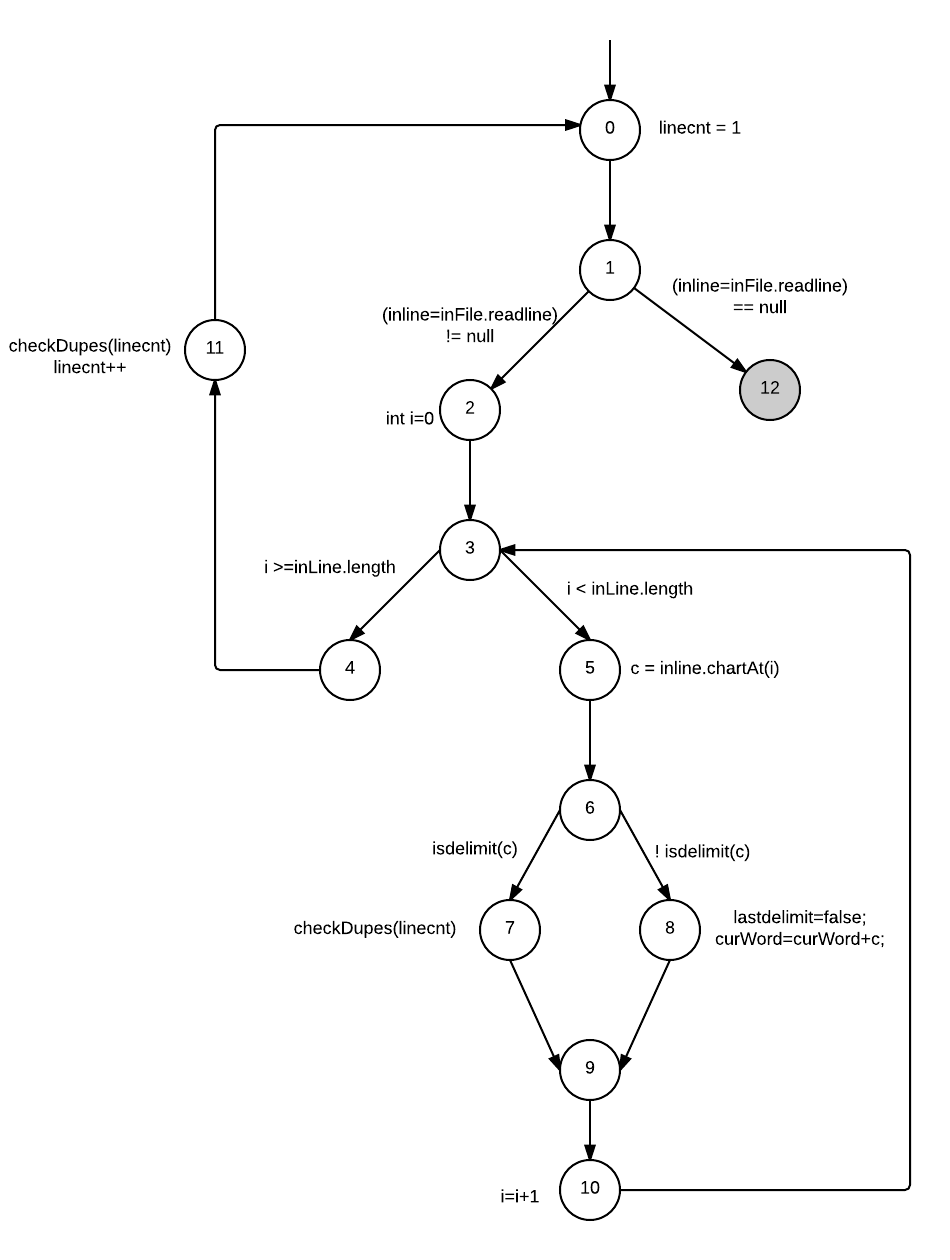 0
linecnt = 1
1
(inline=inFile.readline)
== null
(inline=inFile.readline)
!= null
11
checkDupes(linecnt)
linecnt++
12
2
int i=0
3
i >=inLine.length
i < inLine.length
4
5
c = inline.chartAt(i)
6
isdelimit(c)
! isdelimit(c)
checkDupes(linecnt)
7
8
lastdelimit=false;
curWord=curWord+c;
9
10
i=i+1